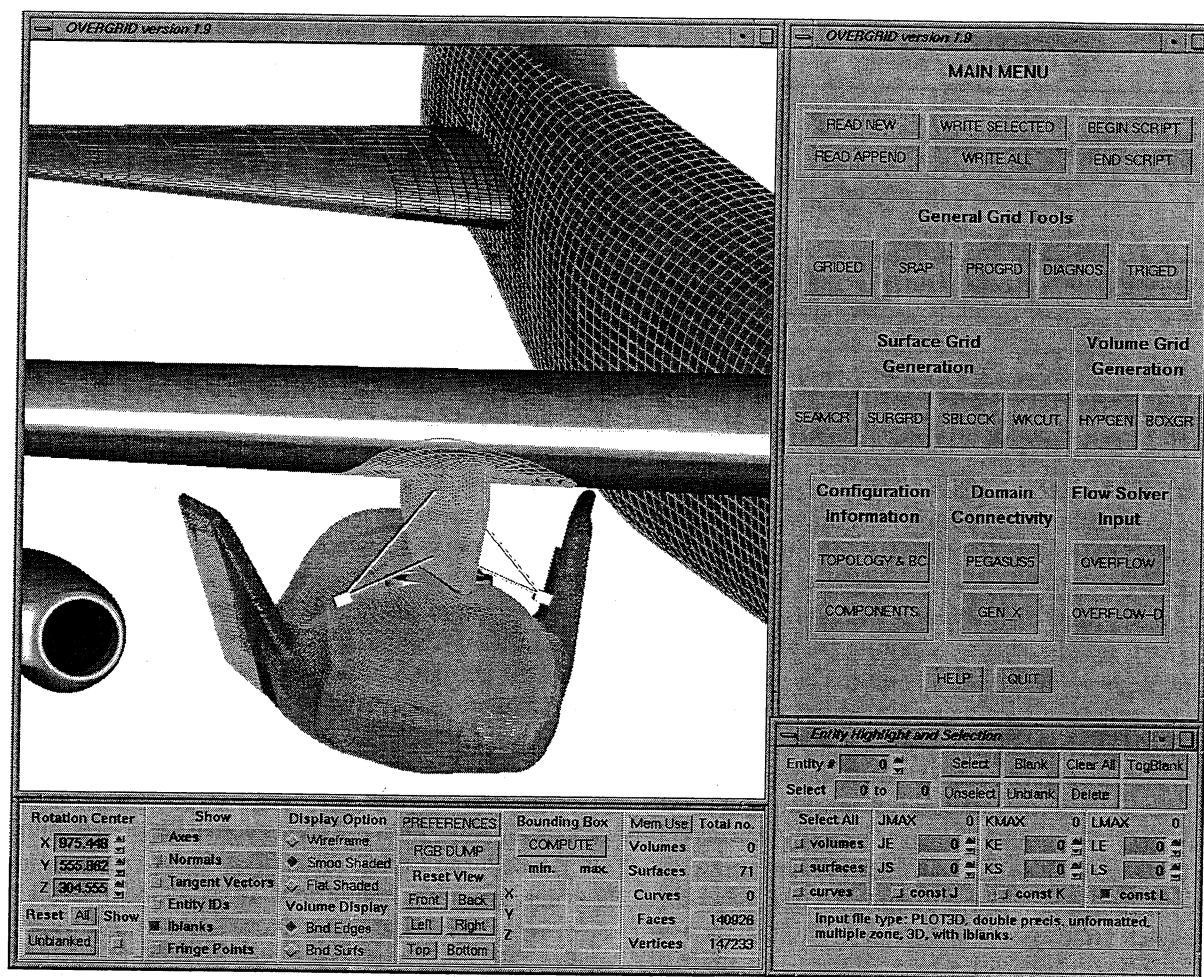 OVERGRID version 1.9
OVERGRID version 1.9
MAIN MENU
READ NEW WRITE SELECTED BEGIN SCRIPT
READ APPEND WRITE ALL END SCRIPT
General Grid Tools
GRIDED SRAP PROGRD DIAGNOS TRIGED
Surface Grid
Generation
Volume Grid
Generation
SEAMCR SURGRD SBLOCK WKCUT HYPGEN BOXGR
Configuration
Information
Domain
Connectivity
Flow Solver
Input
TOPOLOGY & BC PEGASUS5 OVERFLOW
COMPONENTS GEN_X OVERFLOW-D
HELP QUIT
Entity Highlight and Selection
Entity # 0 Select Blank Clear All TagBlank
Select 0 to 0 Unselect Unblank Delete
Select All JMAX 0 KMAX 0 LMAX 0
volumes JE 0 KE 0 LE 0
surfaces JS 0 KS 0 LS 0
curves const J const K const L
Input file type: PLOT3D, double precis, unformatted,
multiple zone, 3D, with iblanks.
Rotation Center
X 975.448
Y 555.862
Z 304.555
Reset All Show
Unblanked
Show
Axes
Normals
Tangent Vectors
Entity IDs
Iblanks
Fringe Points
Display Option
Wireframe
Smoo Shaded
Flat Shaded
Volume Display
Bnd Edges
Bnd Surfs
PREFERENCES
RGB DUMP
Reset View
Front Back
Left Right
Top Bottom
Bounding Box
COMPUTE
min. max.
X
Y
Z
Mem Use Total no.
Volumes 0
Surfaces 71
Curves 0
Faces 140926
Vertices 147233